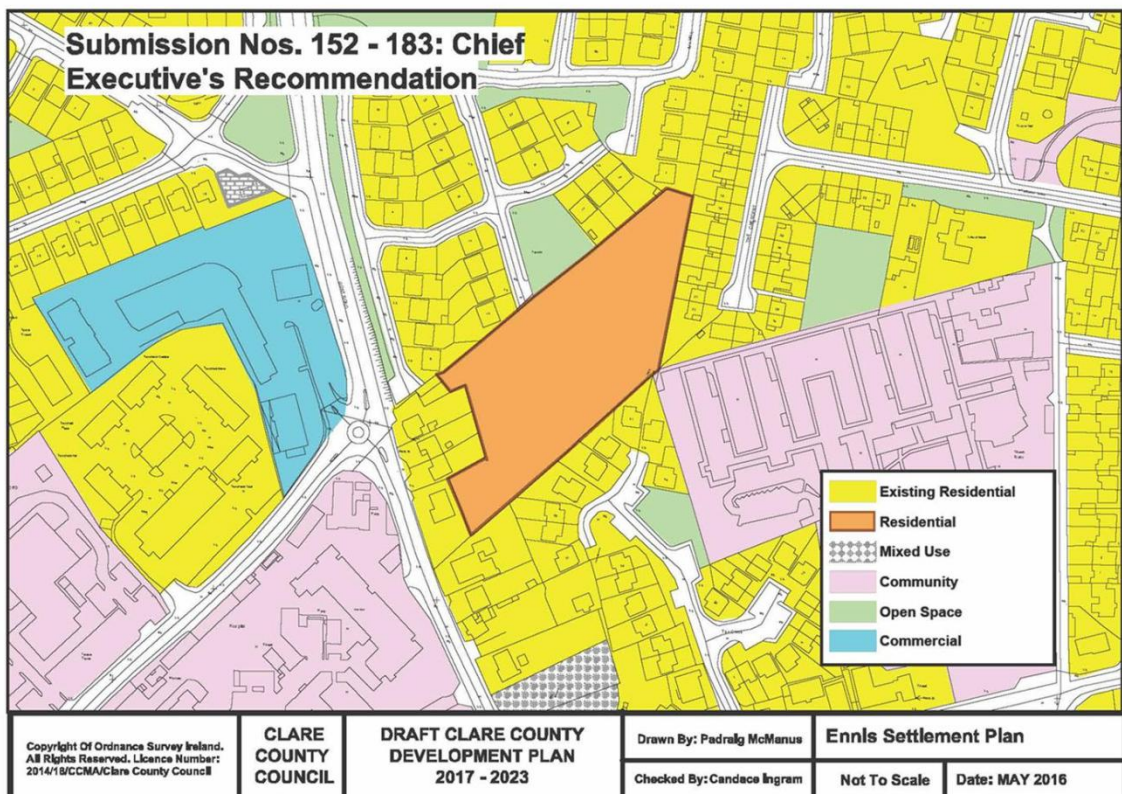 Submission Nos. 152 - 183: Chief
Executive's Recommendation
Existing Residential
Residential
Mixed Use
Community
Open Space
Commercial
Copyright Of Ordnance Survey Ireland.
All Rights Reserved. Licence Number:
2014/18/CCMA/Clare County Council
CLARE
COUNTY
COUNCIL
DRAFT CLARE COUNTY
DEVELOPMENT PLAN
2017 - 2023
Drawn By: Padraig McManus
Checked By: Candace Ingram
Ennis Settlement Plan
Not To Scale
Date: MAY 2016